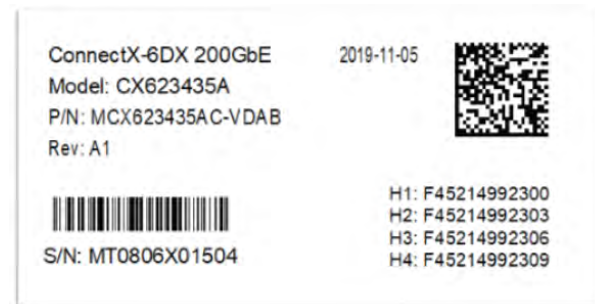 ConnectX-6DX 200GbE
2019-11-05
Model: CX623435A
P/N: MCX623435AC-VDAB
Rev: A1
S/N: MT0806X01504
H1: F45214992300
H2: F45214992303
H3: F45214992306
H4: F45214992309